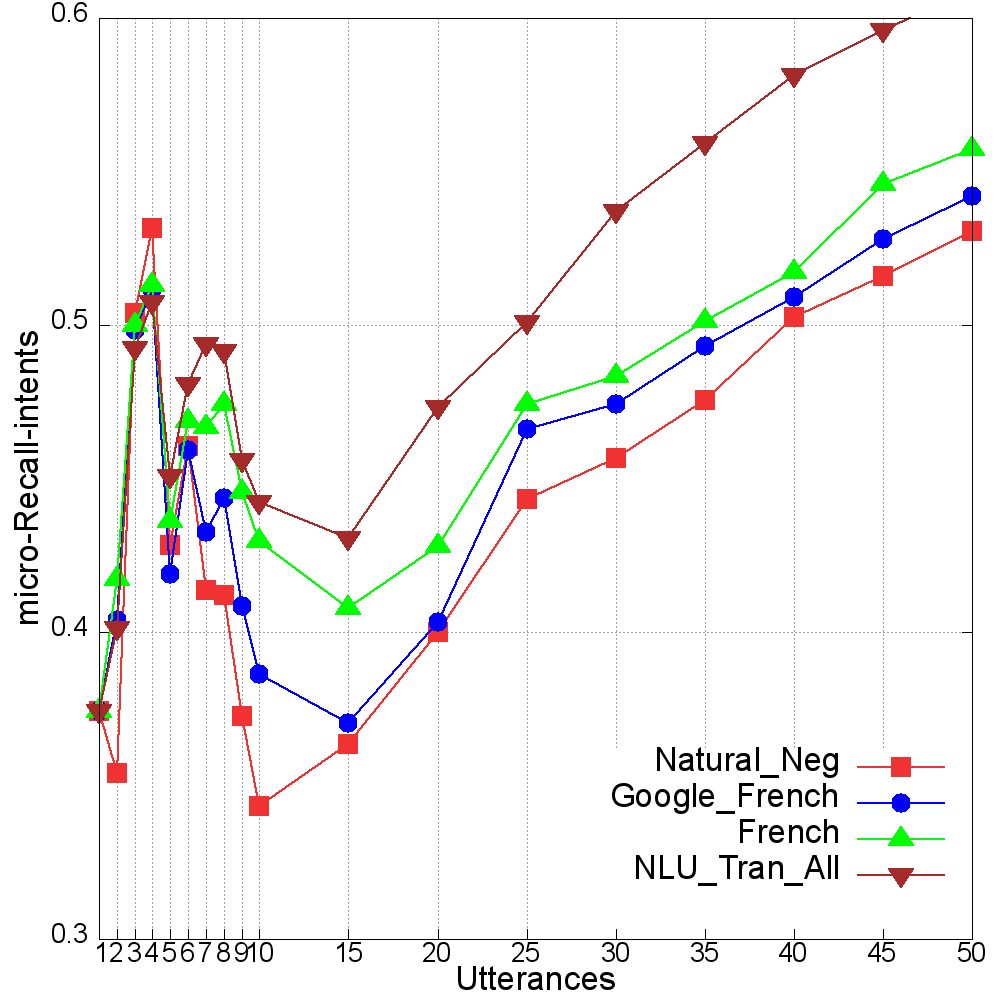 0.6
0.5
0.4
0.3
micro-Recall-intents
Natural_Neg
Google_French
French
NLU_Tran_All
1 2 3 4 5 6 7 8 9 10 15 20 25 30 35 40 45 50
Utterances